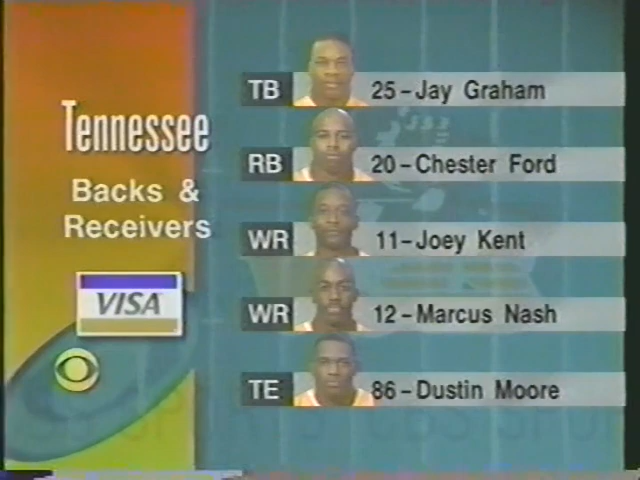 Tennessee
Backs &
Receivers
VISA
TB 25-Jay Graham
RB 20-Chester Ford
WR 11-Joey Kent
WR 12-Marcus Nash
TE 86-Dustin Moore